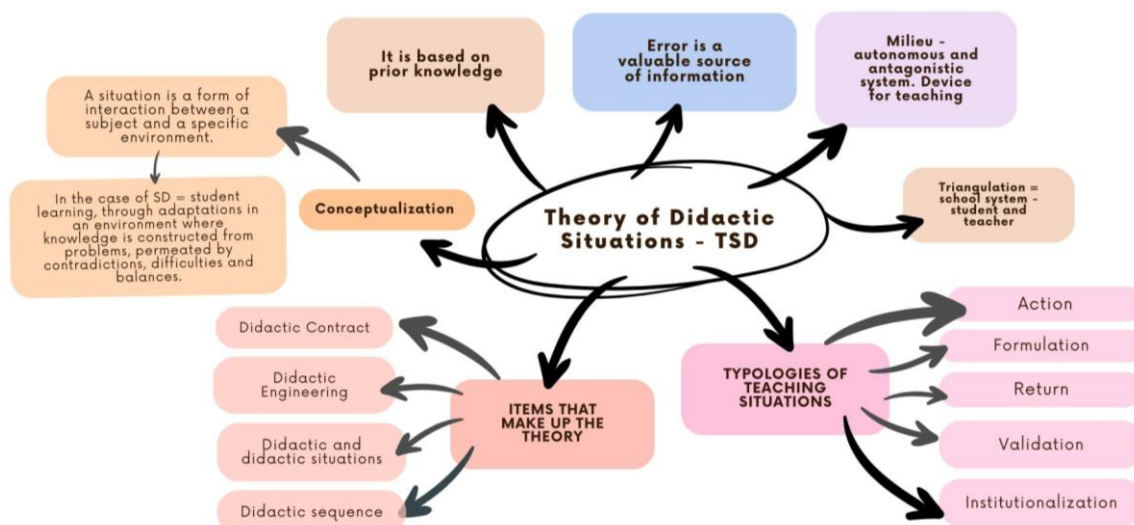 It is based on
prior knowledge
Error is a
valuable source
of information
Milieu -
autonomous and
antagonistic
system. Device
for teaching
A situation is a form of
interaction between a
subject and a specific
environment.
In the case of SD = student
learning, through adaptations in
an environment where
knowledge is constructed from
problems, permeated by
contradictions, difficulties and
balances.
Conceptualization
Theory of Didactic
Situations - TSD
Triangulation =
school system -
student and
teacher
Didactic Contract
Didactic
Engineering
Didactic and
didactic situations
Didactic sequence
ITEMS THAT
MAKE UP THE
THEORY
TYPOLOGIES OF
TEACHING
SITUATIONS
Action
Formulation
Return
Validation
Institutionalization